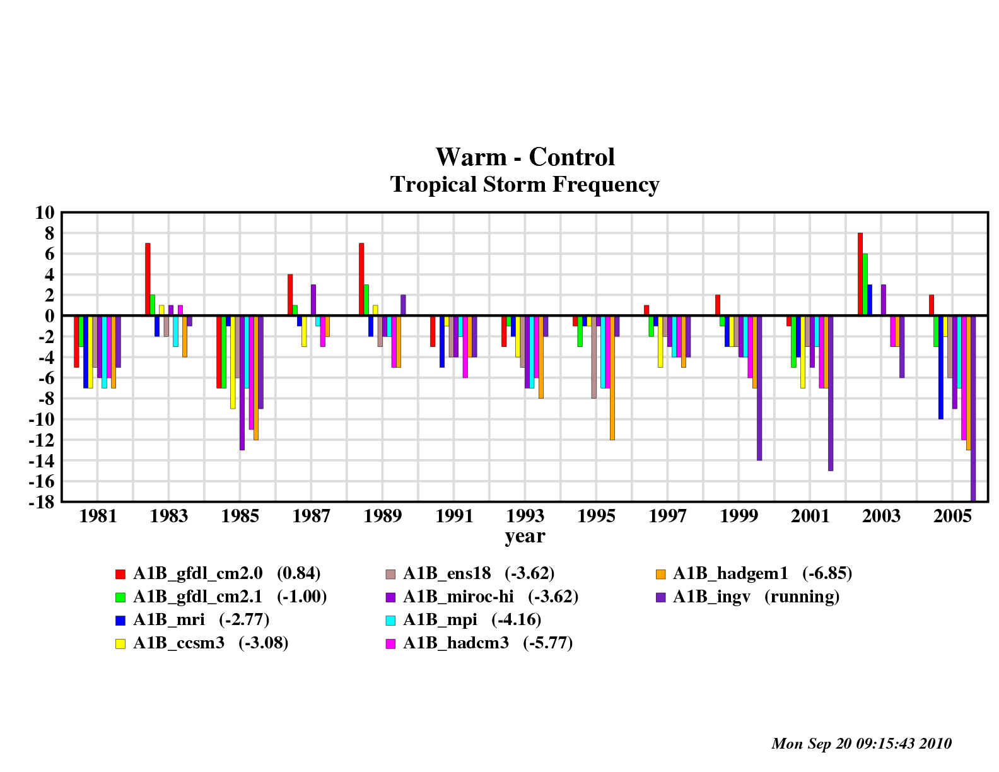 Warm - Control
Tropical Storm Frequency
10
8
6
4
2
0
-2
-4
-6
-8
-10
-12
-14
-16
-18
1981 1983 1985 1987 1989 1991 1993 1995 1997 1999 2001 2003 2005
year
A1B_gfdl_cm2.0 (0.84)
A1B_gfdl_cm2.1 (-1.00)
A1B_mri (-2.77)
A1B_ccsm3 (-3.08)
A1B_ens18 (-3.62)
A1B_miroc-hi (-3.62)
A1B_mpi (-4.16)
A1B_hadcm3 (-5.77)
A1B_hadgem1 (-6.85)
A1B_ingv (running)
Mon Sep 20 09:15:43 2010